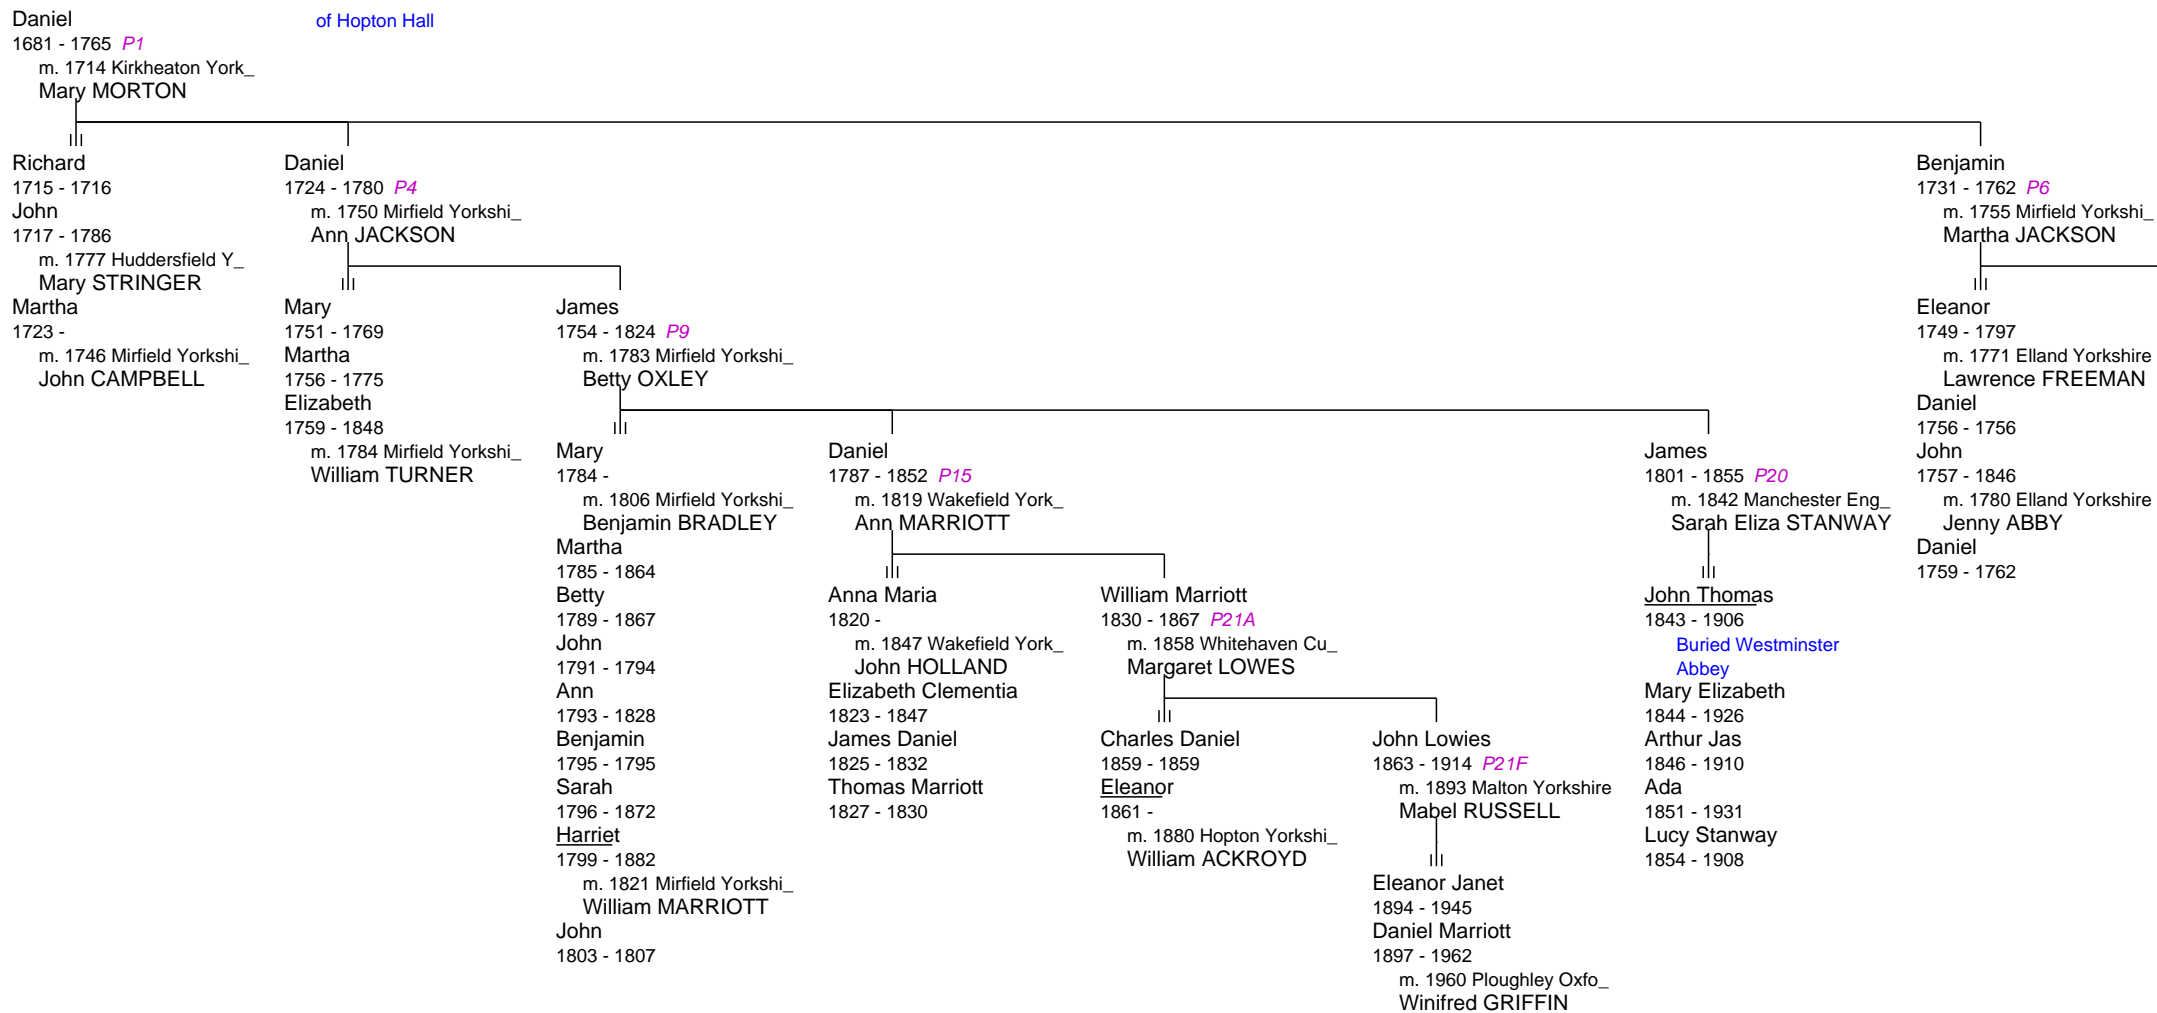 Daniel
of Hopton Hall
1681 - 1765 P1
m. 1714 Kirkheaton York_
Mary MORTON
Richard
1715 - 1716
John
1717 - 1786
m. 1777 Huddersfield Y_
Mary STRINGER
Martha
1723 -
m. 1746 Mirfield Yorkshi_
John CAMPBELL
Daniel
1724 - 1780 P4
m. 1750 Mirfield Yorkshi_
Ann JACKSON
Mary
1751 - 1769
Martha
1756 - 1775
Elizabeth
1759 - 1848
m. 1784 Mirfield Yorkshi_
William TURNER
James
1754 - 1824 P9
m. 1783 Mirfield Yorkshi_
Betty OXLEY
Mary
1784 -
m. 1806 Mirfield Yorkshi_
Benjamin BRADLEY
Martha
1785 - 1864
Betty
1789 - 1867
John
1791 - 1794
Ann
1793 - 1828
Benjamin
1795 - 1795
Sarah
1796 - 1872
Harriet
1799 - 1882
m. 1821 Mirfield Yorkshi_
William MARRIOTT
John
1803 - 1807
Daniel
1787 - 1852 P15
m. 1819 Wakefield York_
Ann MARRIOTT
Anna Maria
1820 -
m. 1847 Wakefield York_
John HOLLAND
Elizabeth Clementia
1823 - 1847
James Daniel
1825 - 1832
Thomas Marriott
1827 - 1830
William Marriott
1830 - 1867 P21A
m. 1858 Whitehaven Cu_
Margaret LOWES
Charles Daniel
1859 - 1859
Eleanor
1861 -
m. 1880 Hopton Yorkshi_
William ACKROYD
John Lowies
1863 - 1914 P21F
m. 1893 Malton Yorkshire
Mabel RUSSELL
Eleanor Janet
1894 - 1945
Daniel Marriott
1897 - 1962
m. 1960 Ploughley Oxfo_
Winifred GRIFFIN
James
1801 - 1855 P20
m. 1842 Manchester Eng_
Sarah Eliza STANWAY
John Thomas
1843 - 1906
Buried Westminster
Abbey
Mary Elizabeth
1844 - 1926
Arthur Jas
1846 - 1910
Ada
1851 - 1931
Lucy Stanway
1854 - 1908
Benjamin
1731 - 1762 P6
m. 1755 Mirfield Yorkshi_
Martha JACKSON
Eleanor
1749 - 1797
m. 1771 Elland Yorkshire
Lawrence FREEMAN
Daniel
1756 - 1756
John
1757 - 1846
m. 1780 Elland Yorkshire
Jenny ABBY
Daniel
1759 - 1762